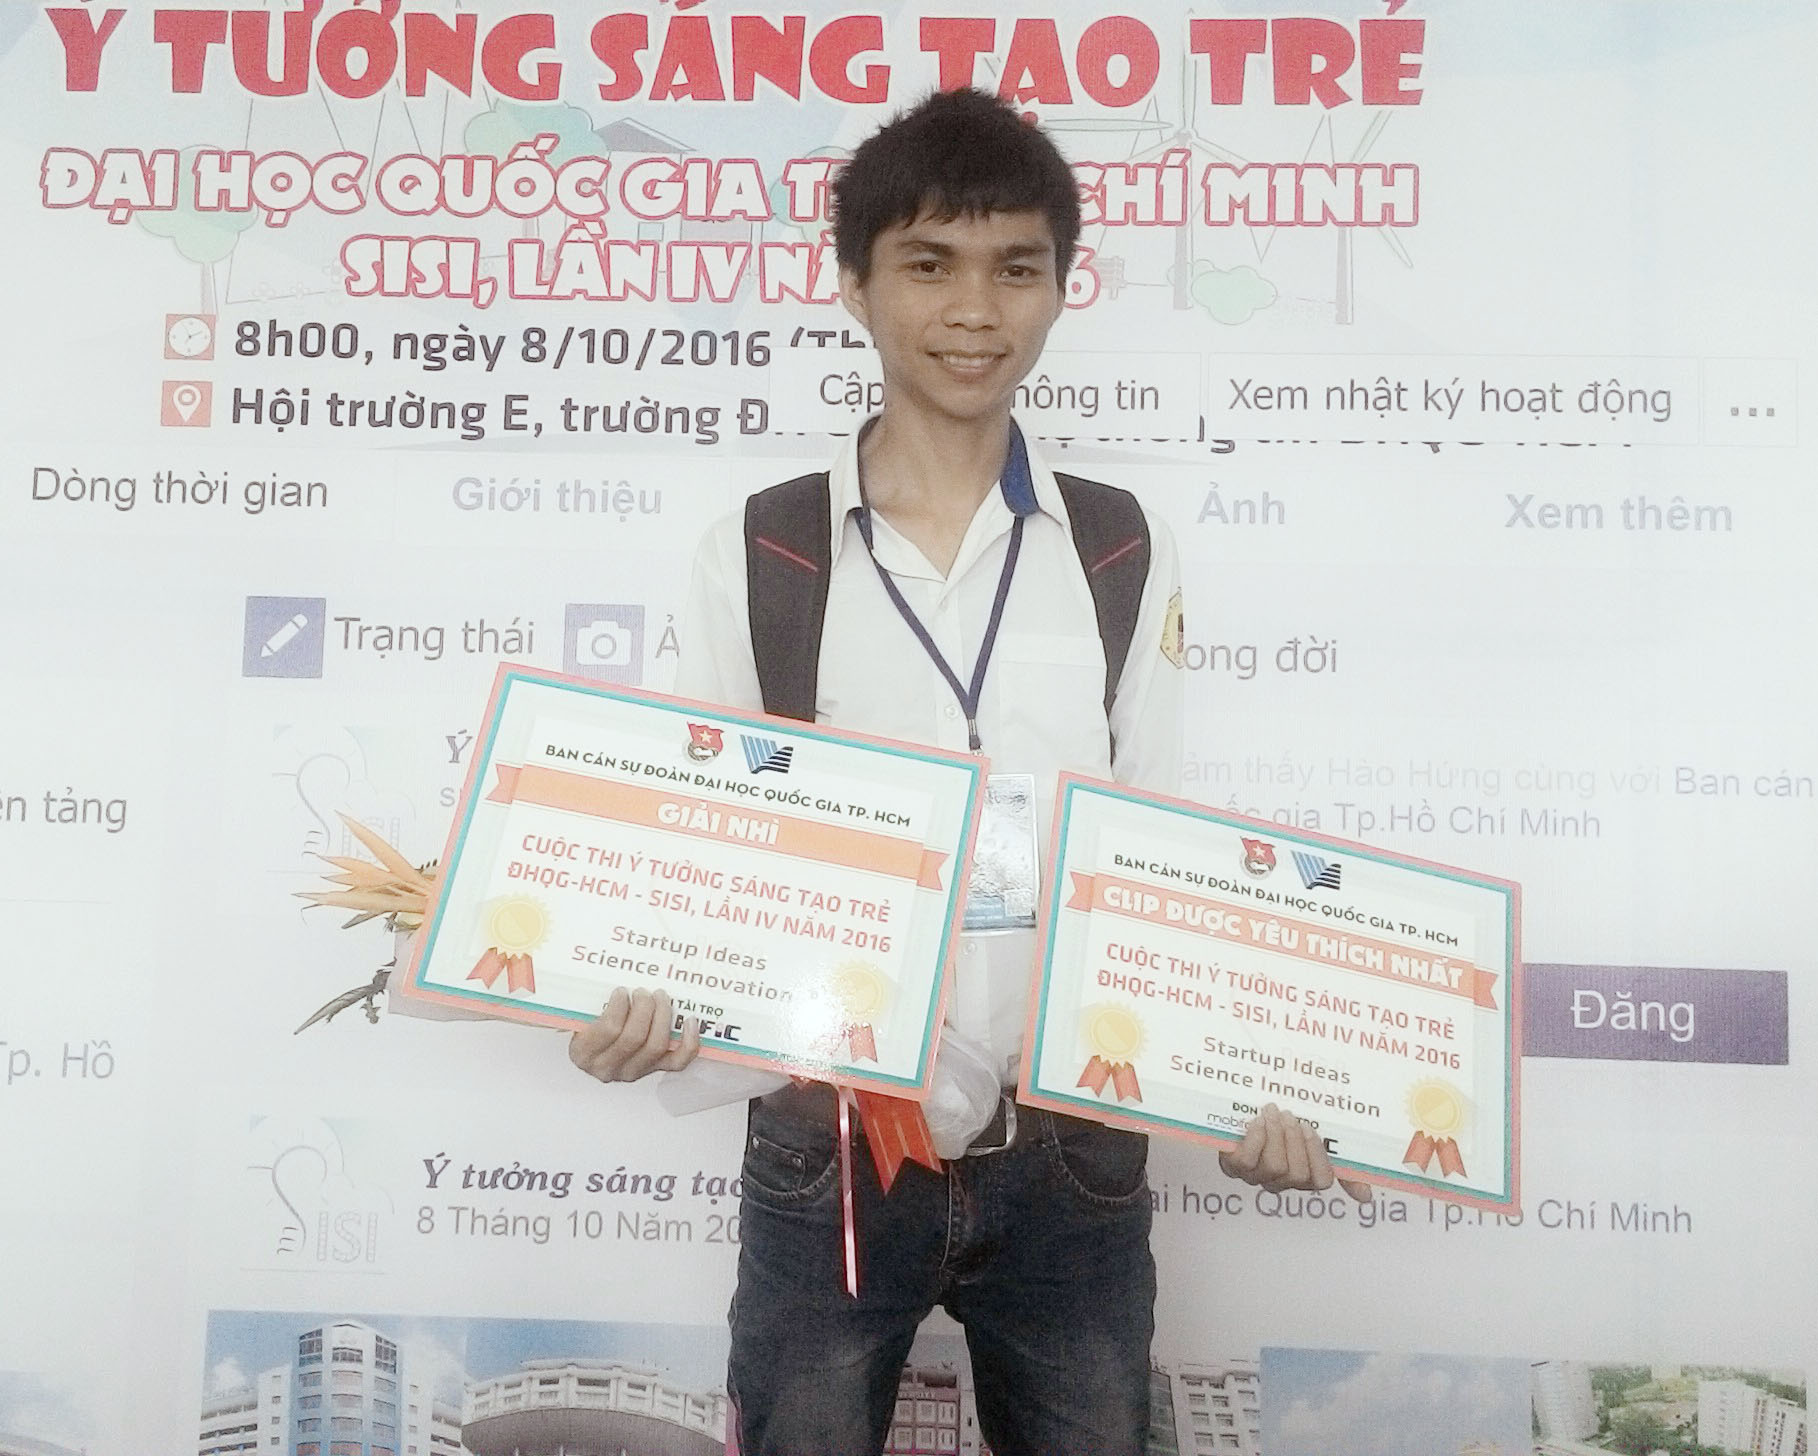 Ý TƯỞNG SÁNG TẠO TRẺ
ĐẠI HỌC QUỐC GIA CHÍ MINH
SISI, LẦN IV 6
8h00, ngày 8/10/2016
Hội trường E, trường
Cập thông tin
Xem nhật ký hoạt động
...
Dòng thời gian
Giới thiệu
Ảnh
Xem thêm
Trạng thái
ong đời
Ý
ảm thấy Hào Hứng cùng với Ban cán
ốc gia Tp.Hồ Chí Minh
ền tảng
BAN CÁN SỰ ĐOÀN ĐẠI HỌC QUỐC GIA TP. HCM
GIẢI NHÌ
CUỘC THI Ý TƯỞNG SÁNG TẠO TRẺ
ĐHQG-HCM - SISI, LẦN IV NĂM 2016
Startup Ideas
Science Innovation
TÀI TRỢ
BAN CÁN SỰ ĐOÀN ĐẠI HỌC QUỐC GIA TP. HCM
CLIP ĐƯỢC YÊU THÍCH NHẤT
CUỘC THI Ý TƯỞNG SÁNG TẠO TRẺ
ĐHQG-HCM - SISI, LẦN IV NĂM 2016
Startup Ideas
Science Innovation
Đăng
Tp. Hồ
ISI
Ý tưởng sáng tạo
8 Tháng 10 Năm 20
ại học Quốc gia Tp.Hồ Chí Minh